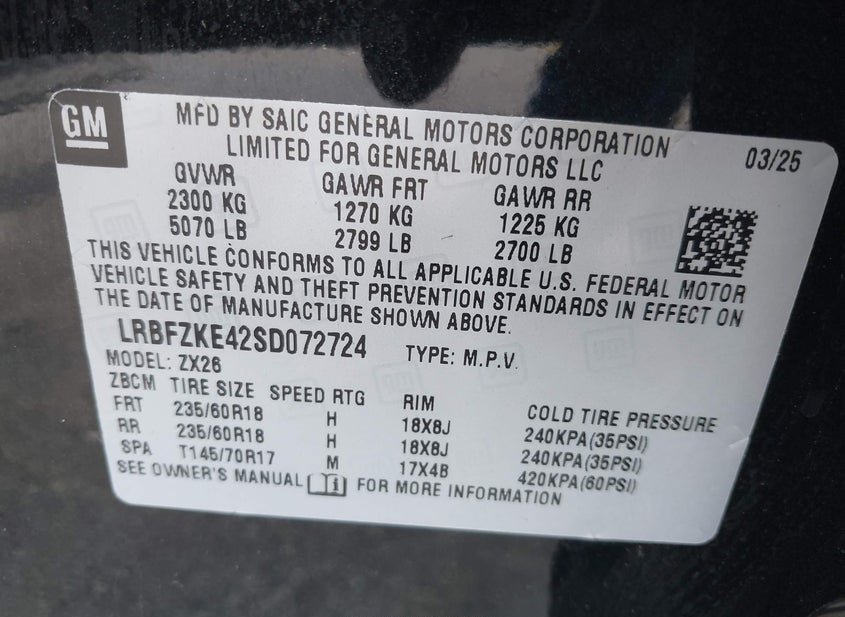 GM
MFD BY SAIC GENERAL MOTORS CORPORATION
LIMITED FOR GENERAL MOTORS LLC
03/25
GVWR GAWR FRT GAWR RR
2300 KG 1270 KG 1225 KG
5070 LB 2799 LB 2700 LB
THIS VEHICLE CONFORMS TO ALL APPLICABLE U.S. FEDERAL MOTOR
VEHICLE SAFETY AND THEFT PREVENTION STANDARDS IN EFFECT ON
THE DATE OF MANUFACTURE SHOWN ABOVE.
LRBFZKE42SD072724 TYPE: M.P.V.
MODEL: ZX26
ZBCM TIRE SIZE SPEED RTG RIM COLD TIRE PRESSURE
FRT 235/60R18 H 18X8J 240KPA(35PSI)
RR 235/60R18 H 18X8J 240KPA(35PSI)
SPA T145/70R17 M 17X4B 420KPA(60PSI)
SEE OWNER'S MANUAL FOR MORE INFORMATION